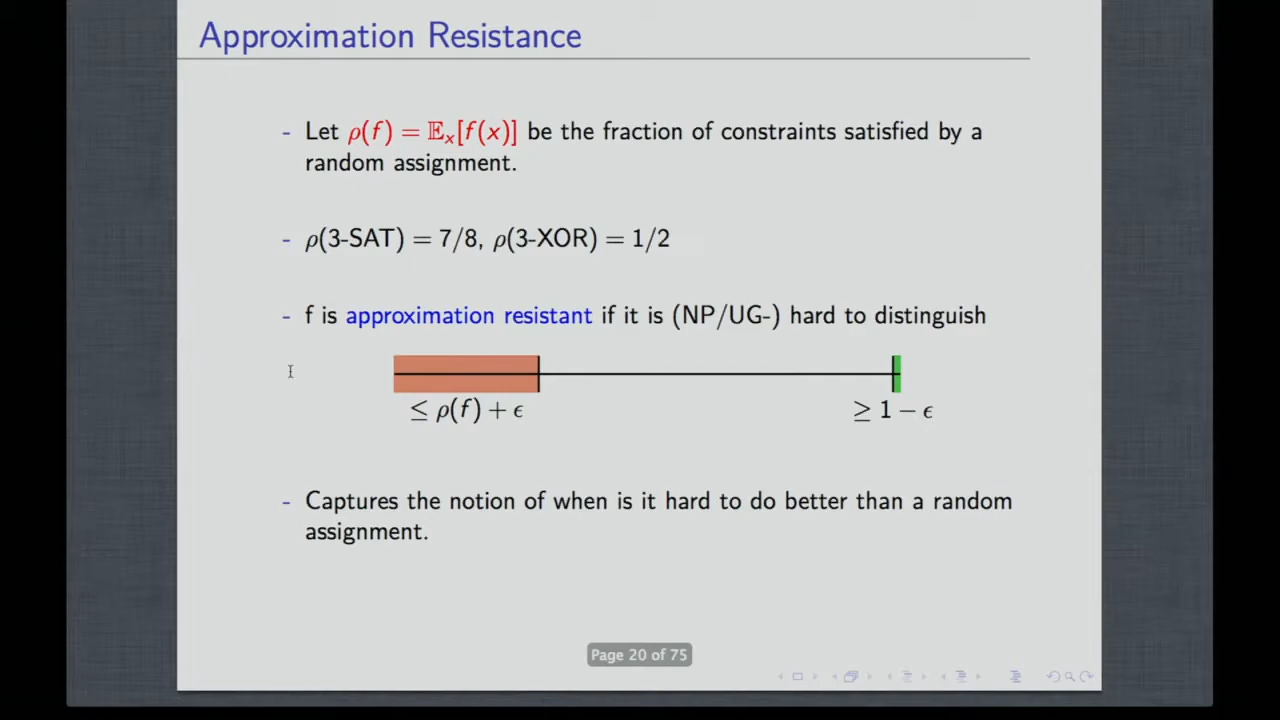 Approximation Resistance
- Let ρ(f) = 𝔼ₓ[f(x)] be the fraction of constraints satisfied by a
random assignment.
- ρ(3-SAT) = 7/8, ρ(3-XOR) = 1/2
- f is approximation resistant if it is (NP/UG-) hard to distinguish
≤ ρ(f) + ϵ ≥ 1 − ϵ
- Captures the notion of when is it hard to do better than a random
assignment.
Page 20 of 75